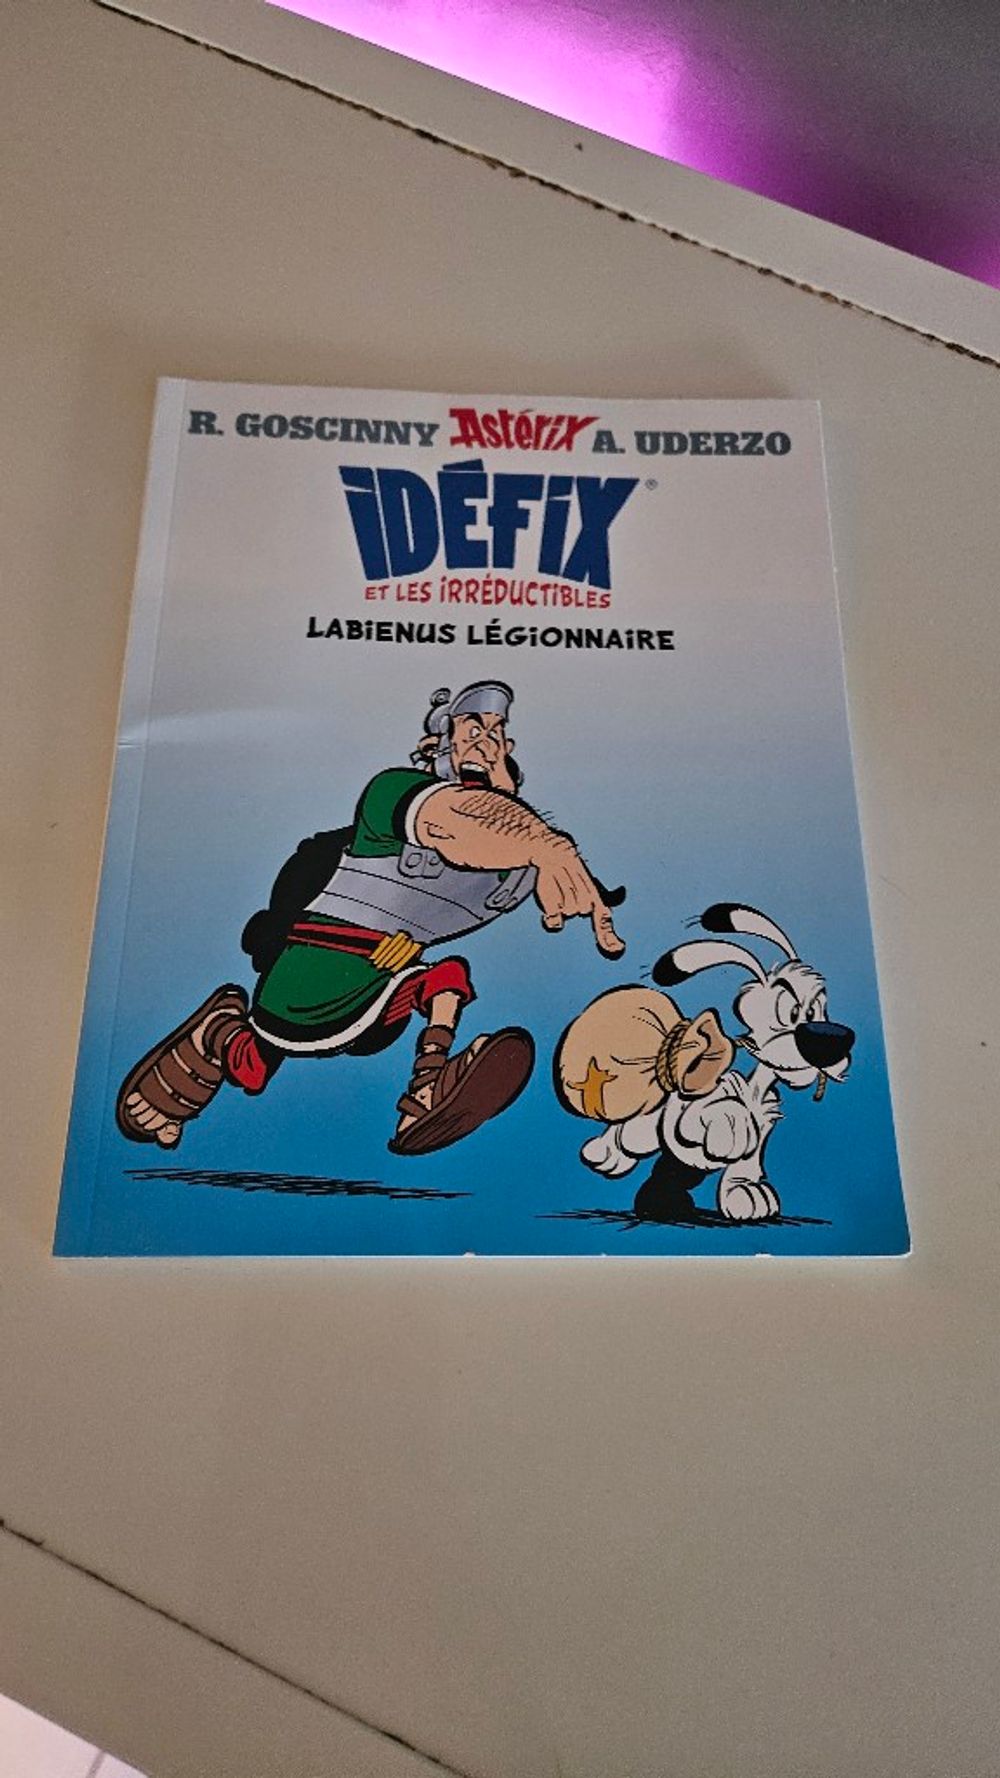 R. GOSCINNY Astérix A. UDERZO
IDÉFIX®
ET LES IRRÉDUCTIBLES
LABIENUS LÉGIONNAIRE